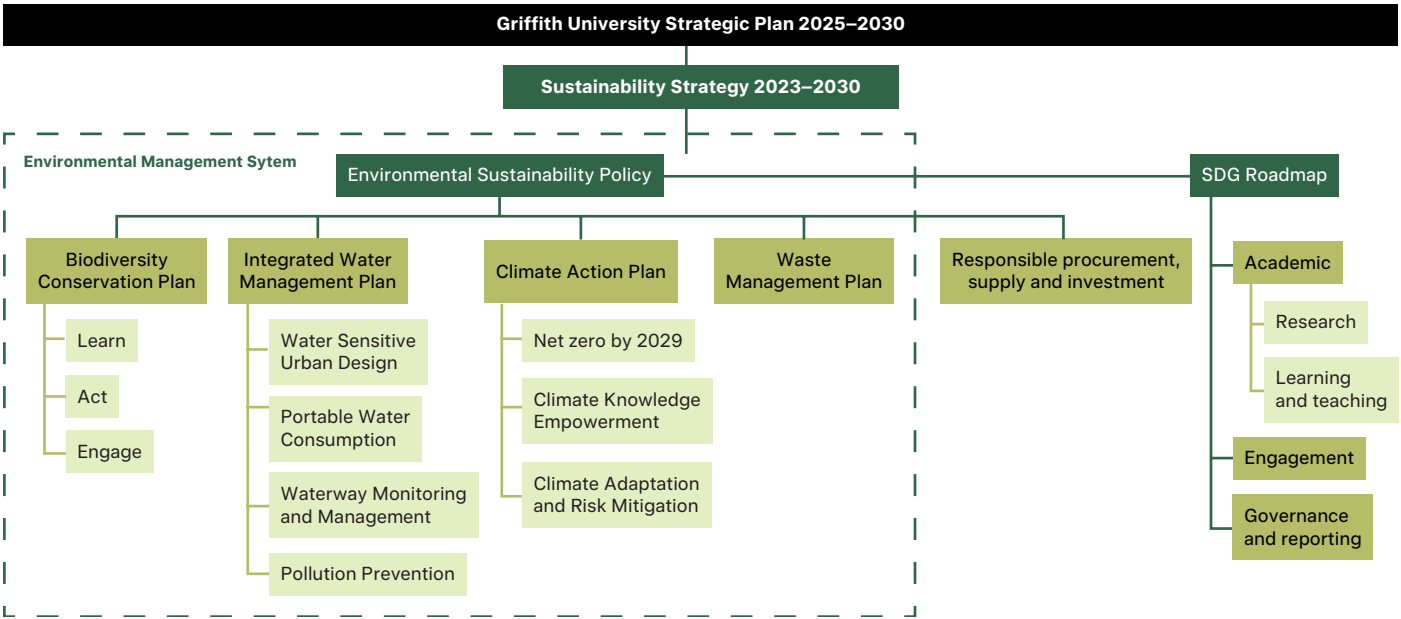 Griffith University Strategic Plan 2025–2030
Sustainability Strategy 2023–2030
Environmental Management Sytem
Environmental Sustainability Policy
SDG Roadmap
Biodiversity
Conservation Plan
Learn
Act
Engage
Integrated Water
Management Plan
Water Sensitive
Urban Design
Portable Water
Consumption
Waterway Monitoring
and Management
Pollution Prevention
Climate Action Plan
Net zero by 2029
Climate Knowledge
Empowerment
Climate Adaptation
and Risk Mitigation
Waste
Management Plan
Responsible procurement,
supply and investment
Academic
Research
Learning
and teaching
Engagement
Governance
and reporting